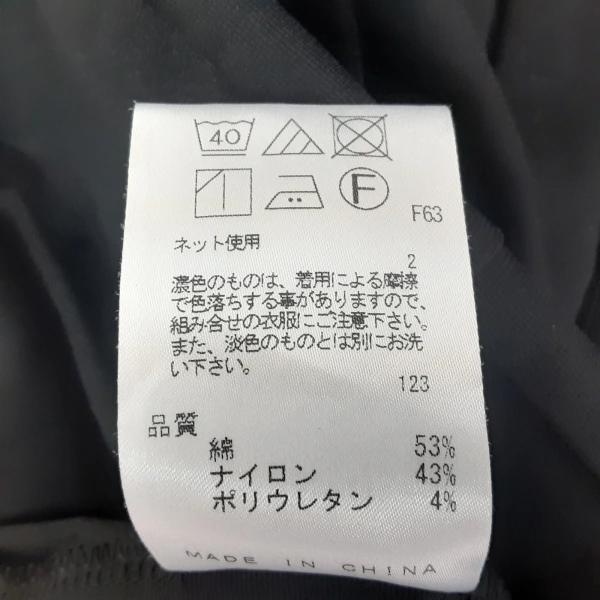 40
F
F63
ネット使用
2
濃色のものは、着用による摩擦
で色落ちする事がありますので、
組み合せの衣服にご注意下さい。
また、淡色のものとは別にお洗
い下さい。
123
品質
綿 53%
ナイロン 43%
ポリウレタン 4%
MADE IN CHINA